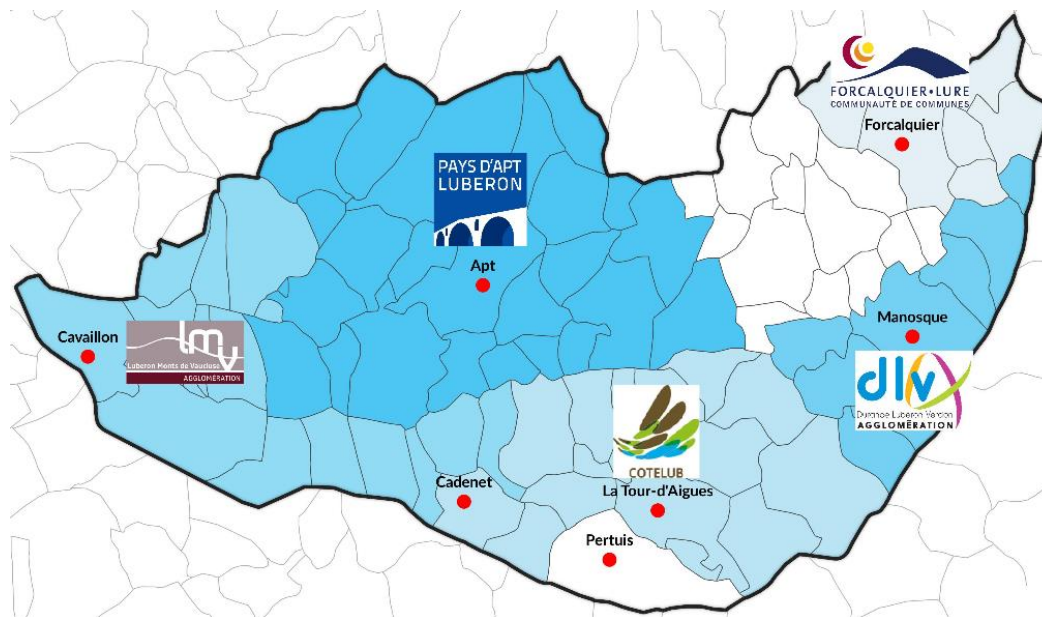 FORCALQUIER•LURE
COMMUNAUTÉ DE COMMUNES
Forcalquier
PAYS D'APT
LUBERON
Apt
Cavaillon
lmv
Luberon Monts de Vaucluse
AGGLOMÉRATION
Manosque
dlv
Durance Luberon Verdon
AGGLOMÉRATION
COTELUB
Cadenet
La Tour-d'Aigues
Pertuis